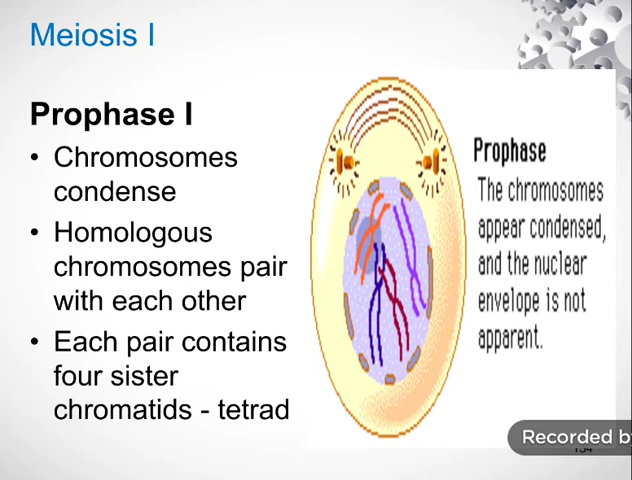 Meiosis I
Prophase I
• Chromosomes
condense
• Homologous
chromosomes pair
with each other
• Each pair contains
four sister
chromatids - tetrad
Prophase
The chromosomes
appear condensed,
and the nuclear
envelope is not
apparent.
Recorded by